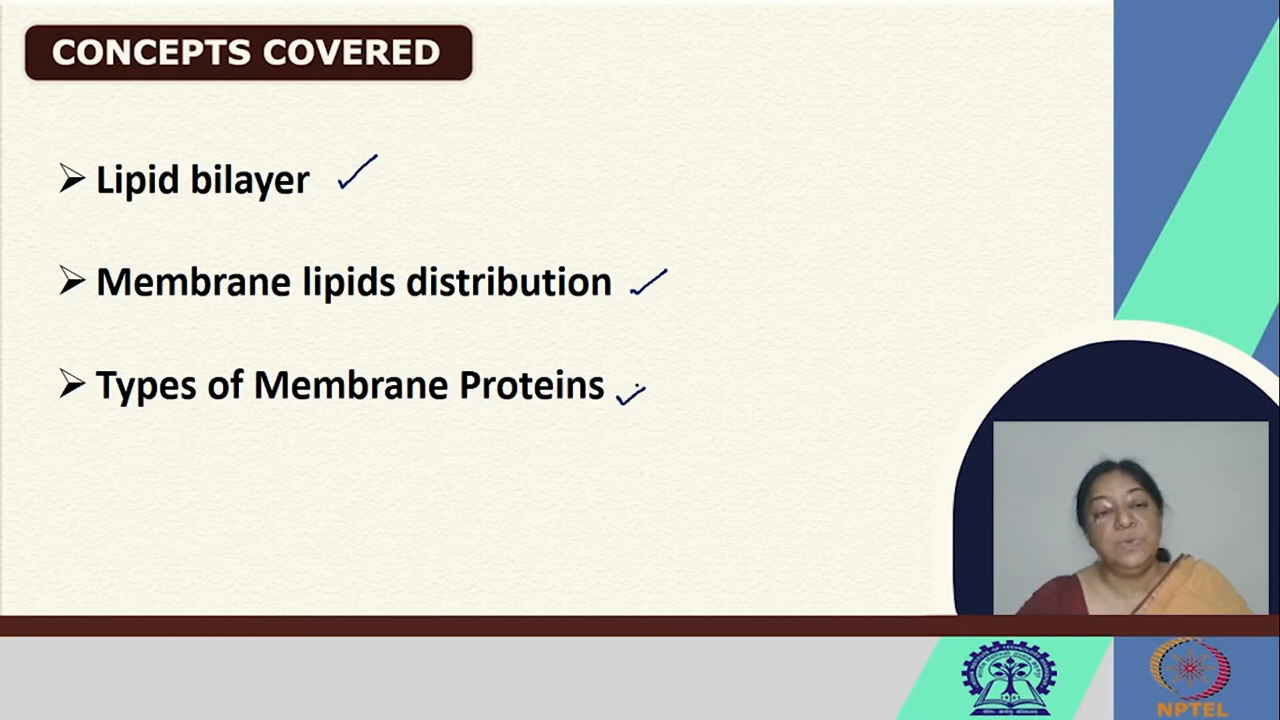 CONCEPTS COVERED
Lipid bilayer
Membrane lipids distribution
Types of Membrane Proteins
NPTEL